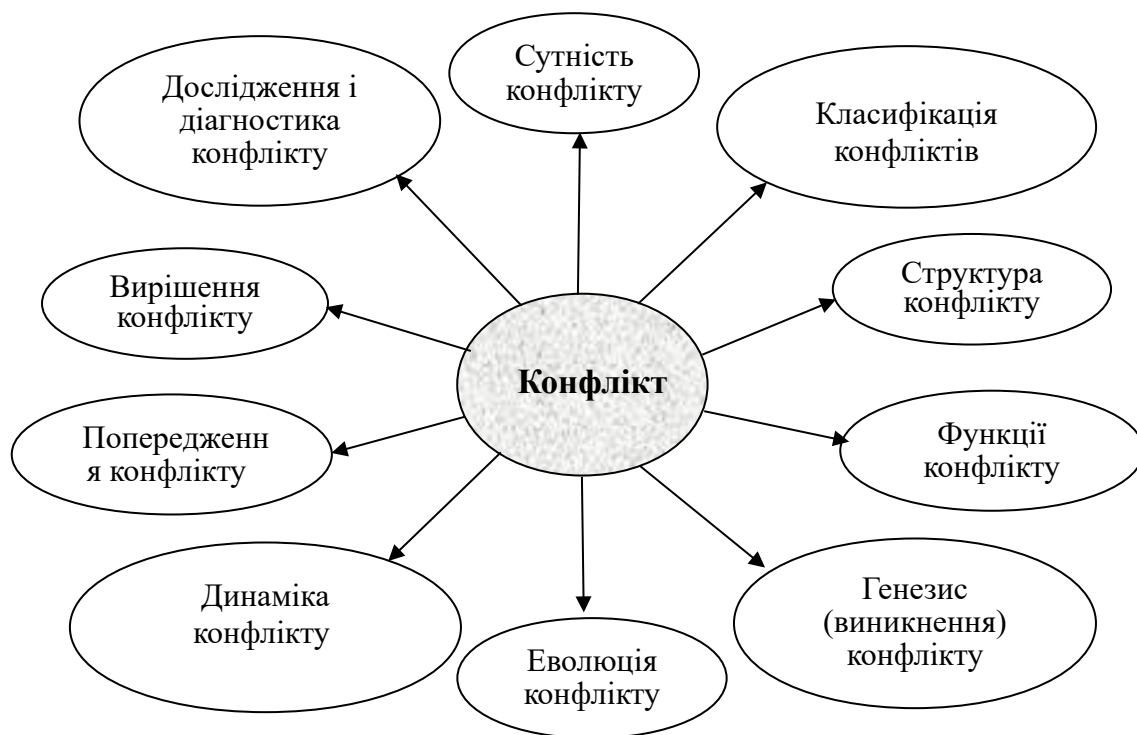 Сутність
конфлікту
Дослідження і
діагностика
конфлікту
Класифікація
конфліктів
Вирішення
конфлікту
Структура
конфлікту
Конфлікт
Попередженн
я конфлікту
Функції
конфлікту
Динаміка
конфлікту
Генезис
(виникнення)
конфлікту
Еволюція
конфлікту